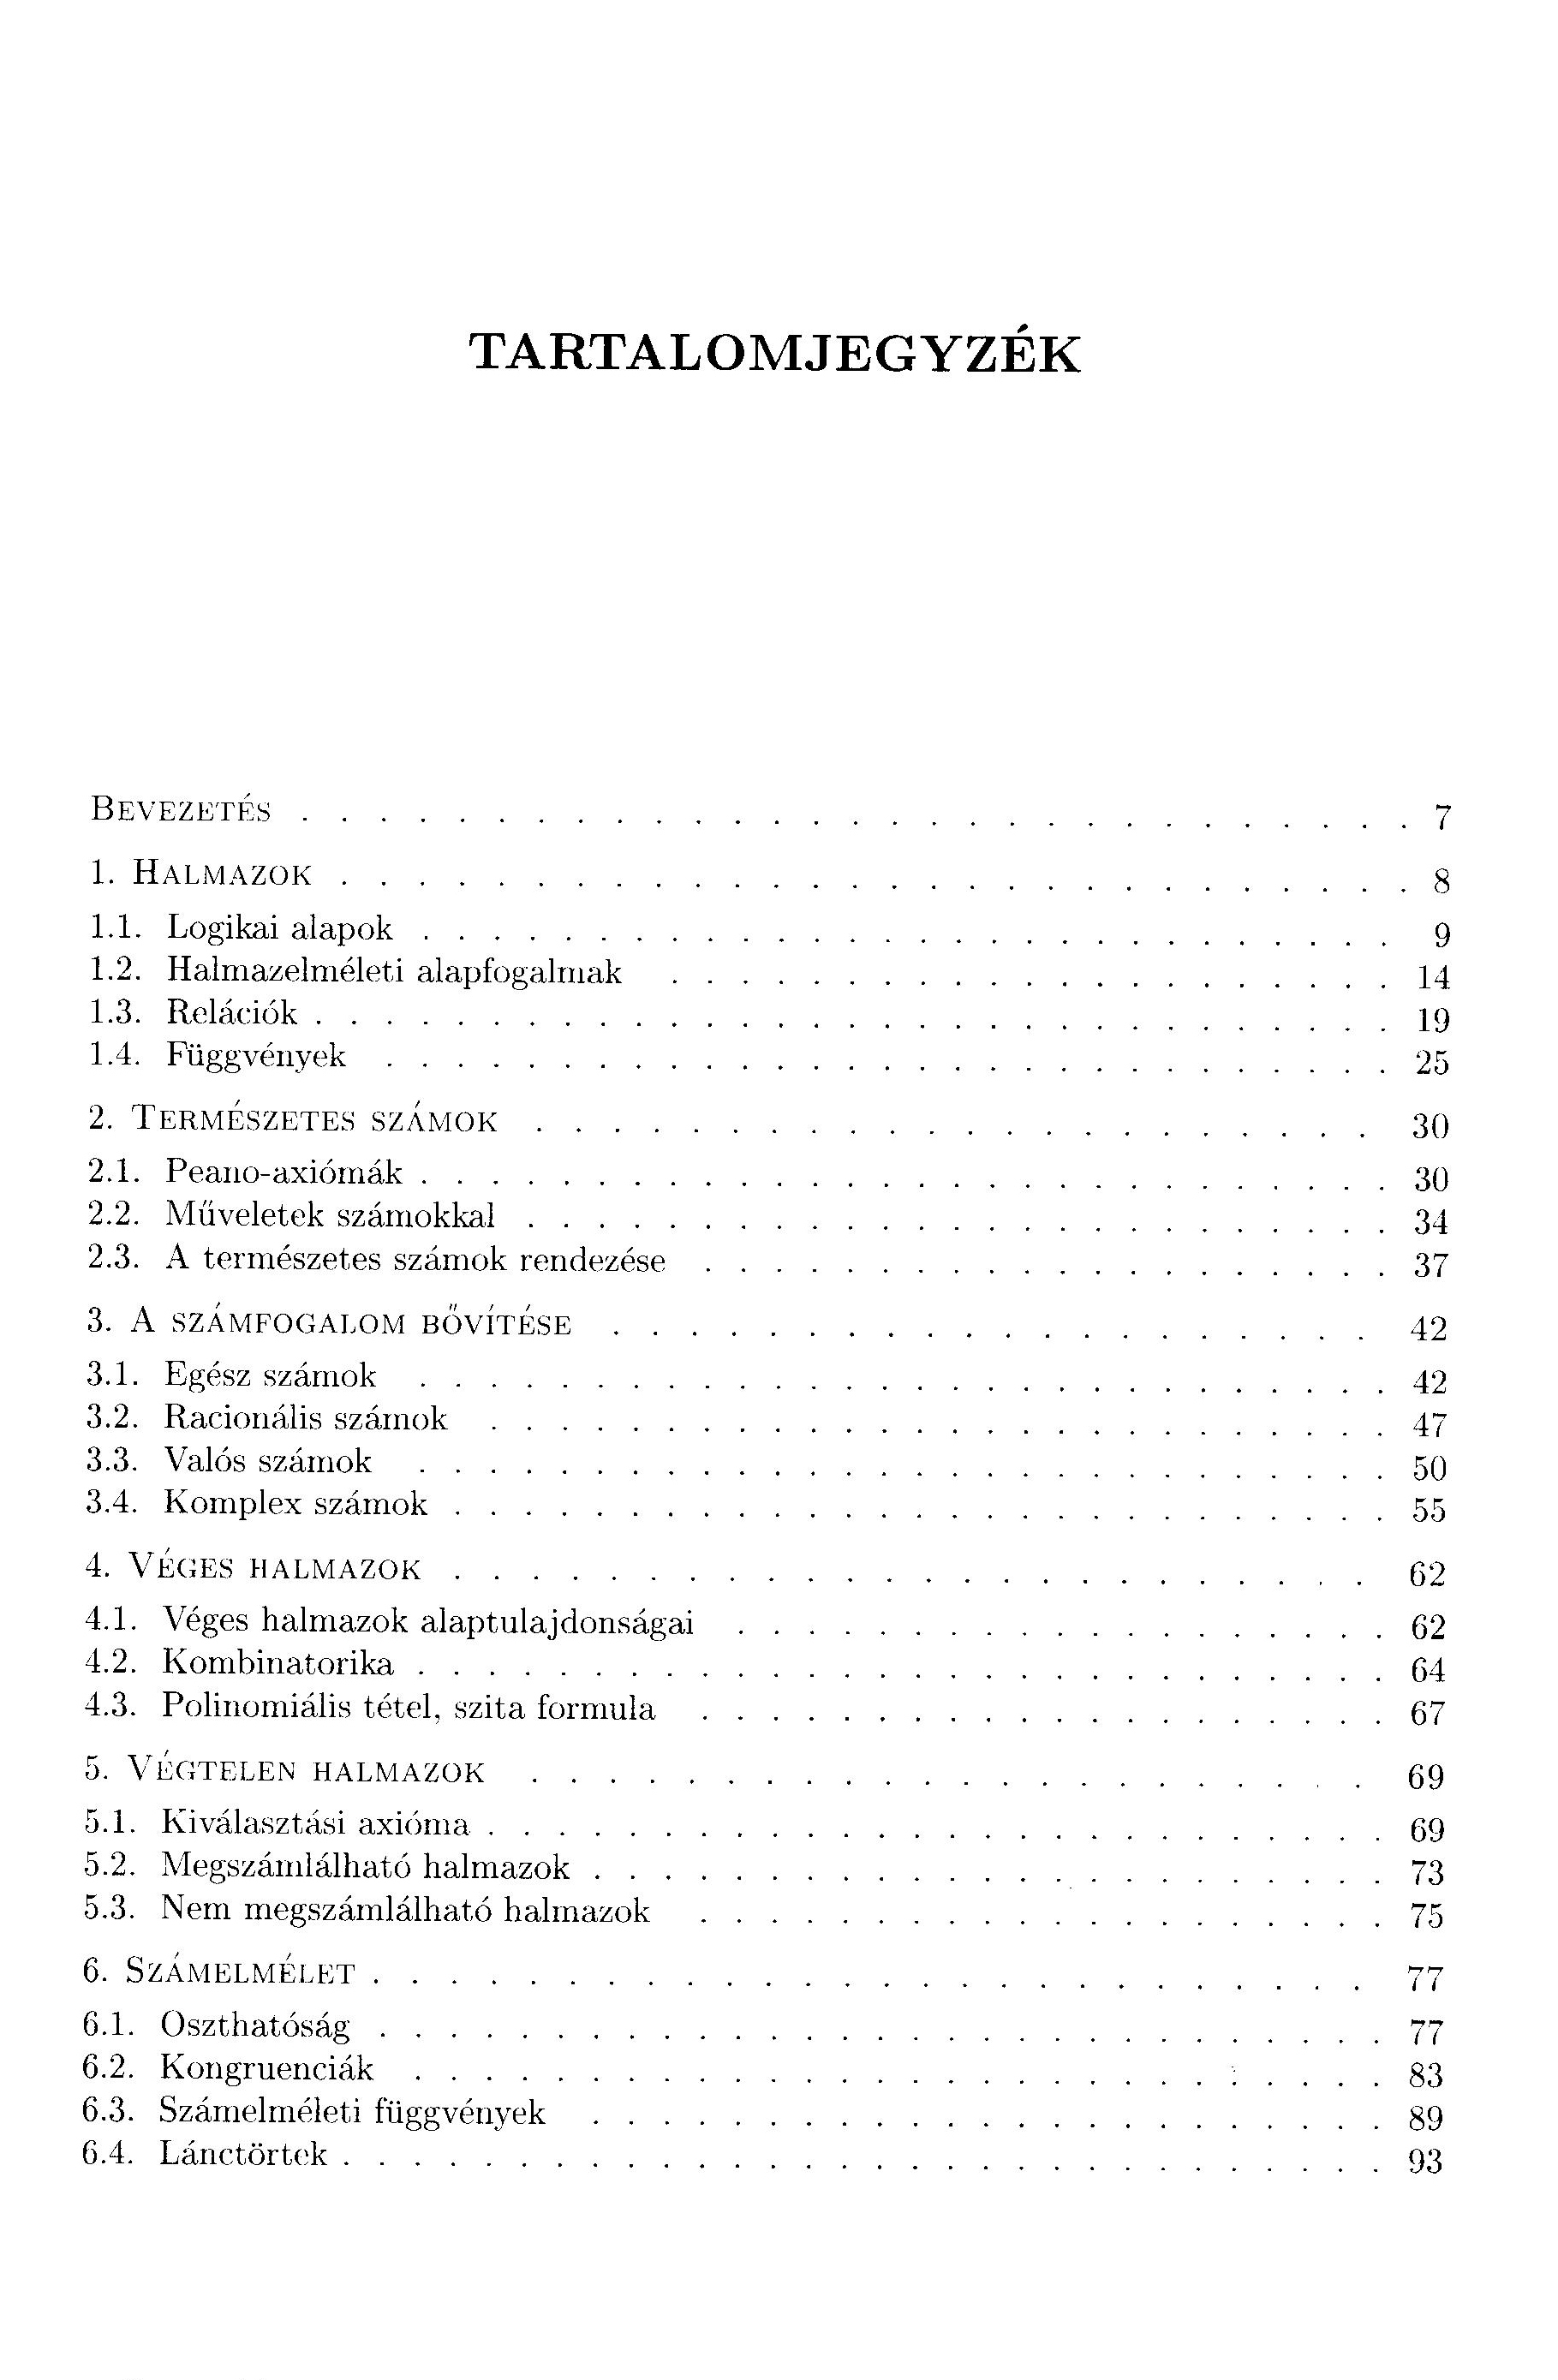 TARTALOMJEGYZÉK
BEVEZETÉS . . . . . . . . . . . . . . . . . . . . . . . . . . . . . 7
1. HALMAZOK . . . . . . . . . . . . . . . . . . . . . . . . . . . . 8
1.1. Logikai alapok . . . . . . . . . . . . . . . . . . . . . . . . . . 9
1.2. Halmazelméleti alapfogalmak . . . . . . . . . . . . . . . . . . . . 14
1.3. Relációk . . . . . . . . . . . . . . . . . . . . . . . . . . . . . 19
1.4. Függvények . . . . . . . . . . . . . . . . . . . . . . . . . . . . 25
2. TERMÉSZETES SZÁMOK . . . . . . . . . . . . . . . . . . . . . . 30
2.1. Peano-axiómák . . . . . . . . . . . . . . . . . . . . . . . . . . 30
2.2. Műveletek számokkal . . . . . . . . . . . . . . . . . . . . . . . 34
2.3. A természetes számok rendezése . . . . . . . . . . . . . . . . . . . 37
3. A SZÁMFOGALOM BŐVÍTÉSE . . . . . . . . . . . . . . . . . . . . 42
3.1. Egész számok . . . . . . . . . . . . . . . . . . . . . . . . . . . 42
3.2. Racionális számok . . . . . . . . . . . . . . . . . . . . . . . . . 47
3.3. Valós számok . . . . . . . . . . . . . . . . . . . . . . . . . . . 50
3.4. Komplex számok . . . . . . . . . . . . . . . . . . . . . . . . . . 55
4. VÉGES HALMAZOK . . . . . . . . . . . . . . . . . . . . . . . . 62
4.1. Véges halmazok alaptulajdonságai . . . . . . . . . . . . . . . . . . 62
4.2. Kombinatorika . . . . . . . . . . . . . . . . . . . . . . . . . . . 64
4.3. Polinomiális tétel, szita formula . . . . . . . . . . . . . . . . . . . 67
5. VÉGTELEN HALMAZOK . . . . . . . . . . . . . . . . . . . . . . 69
5.1. Kiválasztási axióma . . . . . . . . . . . . . . . . . . . . . . . . . 69
5.2. Megszámlálható halmazok . . . . . . . . . . . . . . . . . . . . . . 73
5.3. Nem megszámlálható halmazok . . . . . . . . . . . . . . . . . . . . 75
6. SZÁMELMÉLET . . . . . . . . . . . . . . . . . . . . . . . . . . 77
6.1. Oszthatóság . . . . . . . . . . . . . . . . . . . . . . . . . . . . 77
6.2. Kongruenciák . . . . . . . . . . . . . . . . . . . . . . . . . . . 83
6.3. Számelméleti függvények . . . . . . . . . . . . . . . . . . . . . . 89
6.4. Lánctörtek . . . . . . . . . . . . . . . . . . . . . . . . . . . . . 93